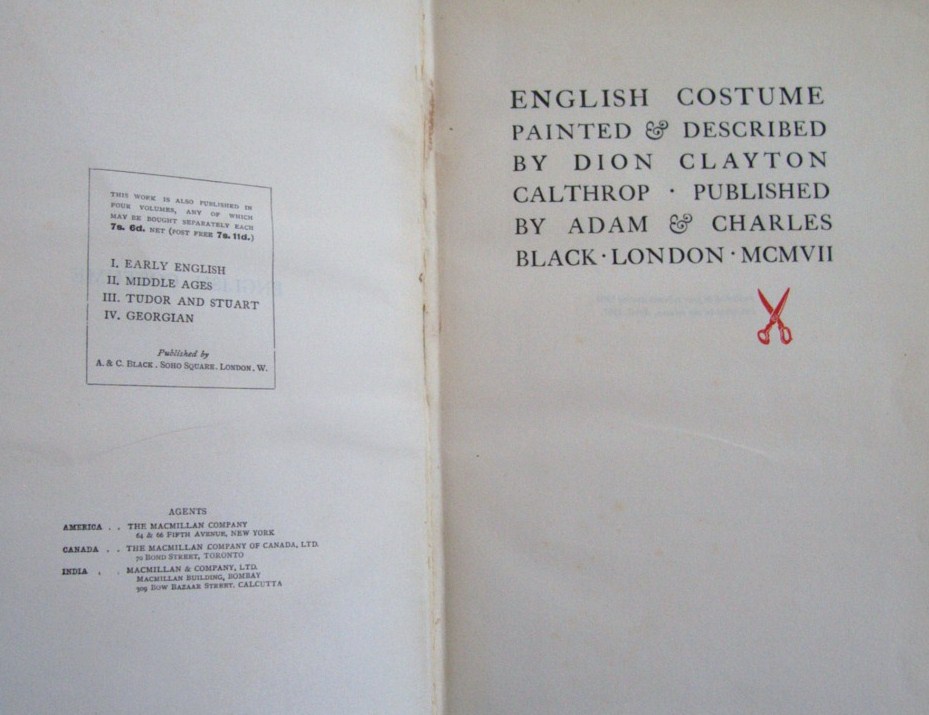 THIS WORK IS ALSO PUBLISHED IN
FOUR VOLUMES, ANY OF WHICH
MAY BE BOUGHT SEPARATELY EACH
7s. 6d. NET (POST FREE 7s. 11d.)
I. EARLY ENGLISH
II. MIDDLE AGES
III. TUDOR AND STUART
IV. GEORGIAN
Published by
A. & C. BLACK . SOHO SQUARE . LONDON . W.
AGENTS
AMERICA . . THE MACMILLAN COMPANY
64 & 66 FIFTH AVENUE, NEW YORK
CANADA . . THE MACMILLAN COMPANY OF CANADA, LTD.
70 BOND STREET, TORONTO
INDIA . . MACMILLAN & COMPANY, LTD.
MACMILLAN BUILDING, BOMBAY
309 BOW BAZAAR STREET, CALCUTTA
ENGLISH COSTUME
PAINTED & DESCRIBED
BY DION CLAYTON
CALTHROP · PUBLISHED
BY ADAM & CHARLES
BLACK · LONDON · MCMVII